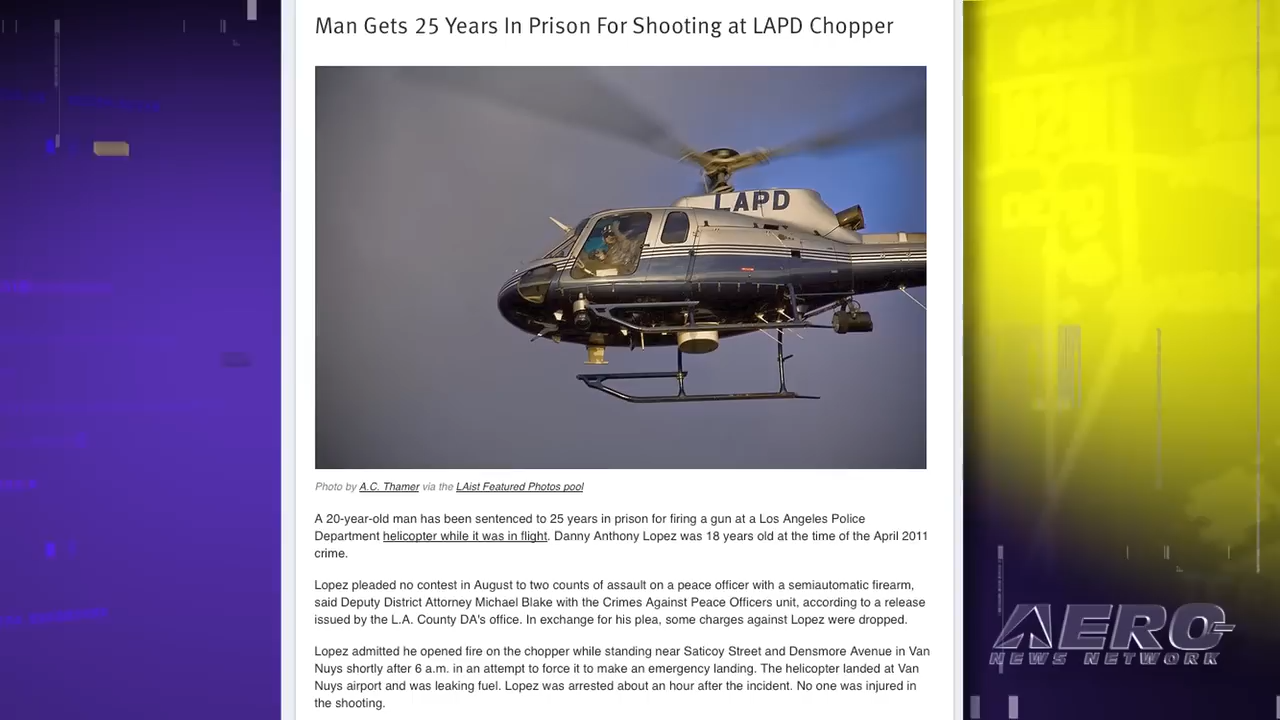 Man Gets 25 Years In Prison For Shooting at LAPD Chopper
LAPD
Photo by A.C. Thamer via the LAist Featured Photos pool
A 20-year-old man has been sentenced to 25 years in prison for firing a gun at a Los Angeles Police
Department helicopter while it was in flight. Danny Anthony Lopez was 18 years old at the time of the April 2011
crime.
Lopez pleaded no contest in August to two counts of assault on a peace officer with a semiautomatic firearm,
said Deputy District Attorney Michael Blake with the Crimes Against Peace Officers unit, according to a release
issued by the L.A. County DA's office. In exchange for his plea, some charges against Lopez were dropped.
Lopez admitted he opened fire on the chopper while standing near Saticoy Street and Densmore Avenue in Van
Nuys shortly after 6 a.m. in an attempt to force it to make an emergency landing. The helicopter landed at Van
Nuys airport and was leaking fuel. Lopez was arrested about an hour after the incident. No one was injured in
the shooting.
AERO-
NEWS NETWORK